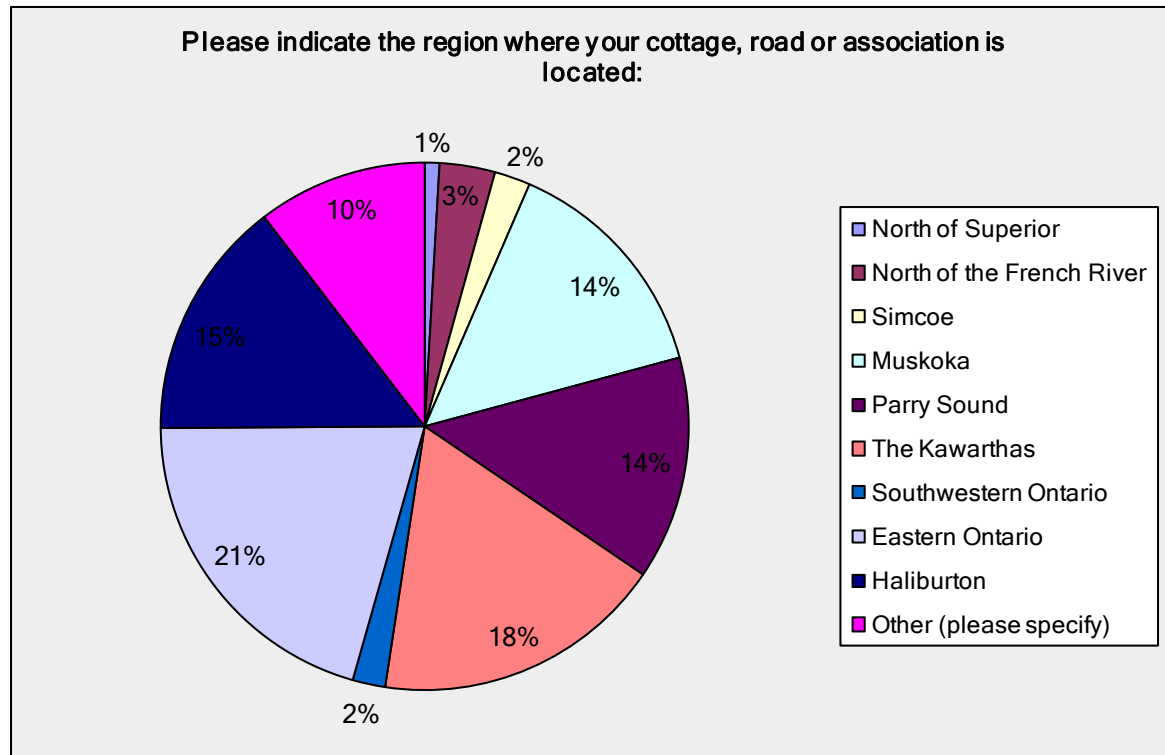 Please indicate the region where your cottage, road or association is
located:
1%
3%
2%
14%
14%
18%
2%
21%
15%
10%
North of Superior
North of the French River
Simcoe
Muskoka
Parry Sound
The Kawarthas
Southwestern Ontario
Eastern Ontario
Haliburton
Other (please specify)